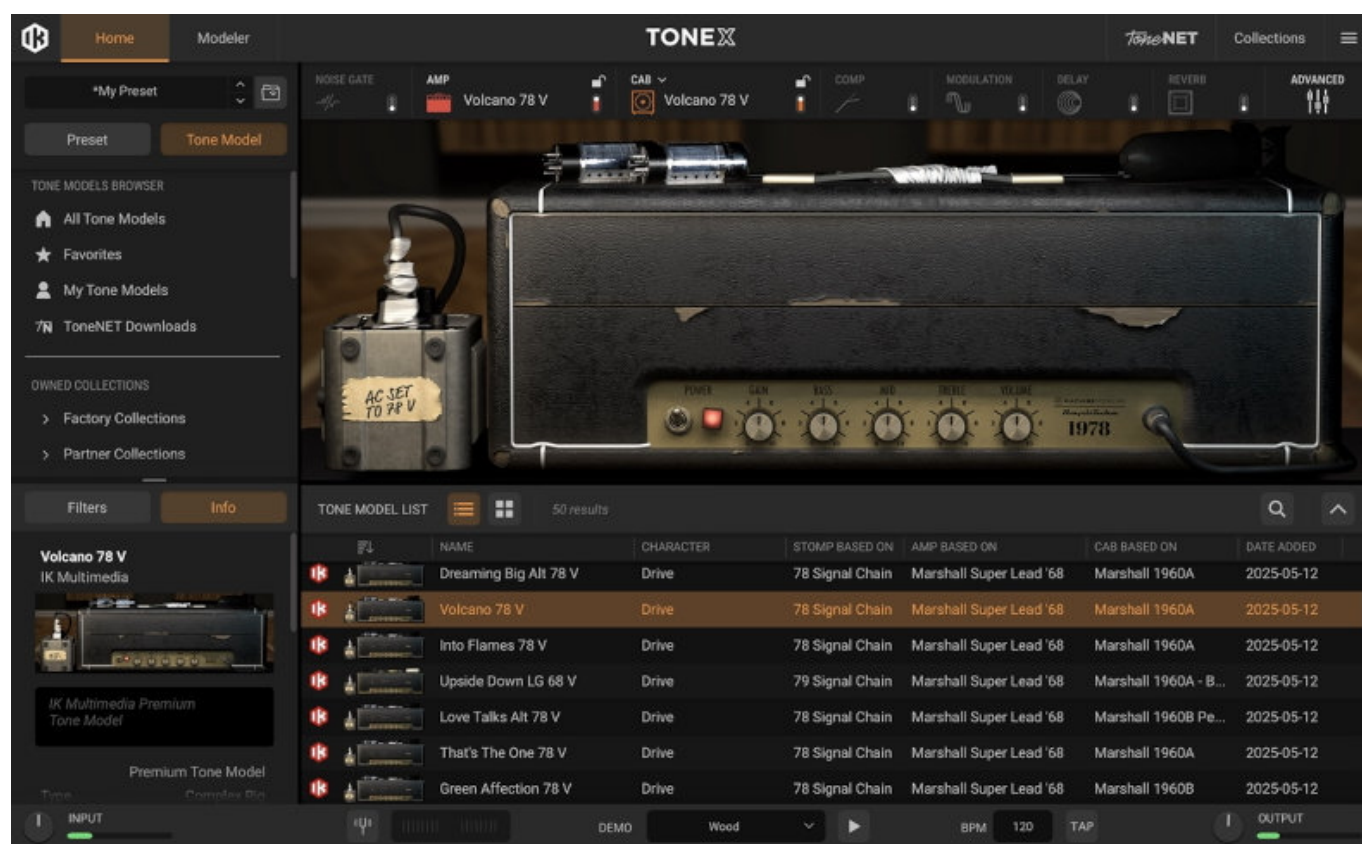 Home
Modeler
TONEX
ToneNET
Collections
*My Preset
NOISE GATE
AMP
Volcano 78 V
CAB
Volcano 78 V
COMP
MODULATION
DELAY
REVERB
ADVANCED
Preset
Tone Model
TONE MODELS BROWSER
All Tone Models
Favorites
My Tone Models
ToneNET Downloads
OWNED COLLECTIONS
Factory Collections
Partner Collections
AC SET
TO 78 V
POWER GAIN BASS MID TREBLE VOLUME
AmpliTube
1978
Filters
Info
Volcano 78 V
IK Multimedia
IK Multimedia Premium
Tone Model
Premium Tone Model
Type Complex Rig
TONE MODEL LIST
50 results
NAME CHARACTER STOMP BASED ON AMP BASED ON CAB BASED ON DATE ADDED
Dreaming Big Alt 78 V Drive 78 Signal Chain Marshall Super Lead '68 Marshall 1960A 2025-05-12
Volcano 78 V Drive 78 Signal Chain Marshall Super Lead '68 Marshall 1960A 2025-05-12
Into Flames 78 V Drive 78 Signal Chain Marshall Super Lead '68 Marshall 1960A 2025-05-12
Upside Down LG 68 V Drive 79 Signal Chain Marshall Super Lead '68 Marshall 1960A - B... 2025-05-12
Love Talks Alt 78 V Drive 78 Signal Chain Marshall Super Lead '68 Marshall 1960B Pe... 2025-05-12
That's The One 78 V Drive 78 Signal Chain Marshall Super Lead '68 Marshall 1960A 2025-05-12
Green Affection 78 V Drive 78 Signal Chain Marshall Super Lead '68 Marshall 1960B 2025-05-12
INPUT
DEMO
Wood
BPM
120
TAP
OUTPUT